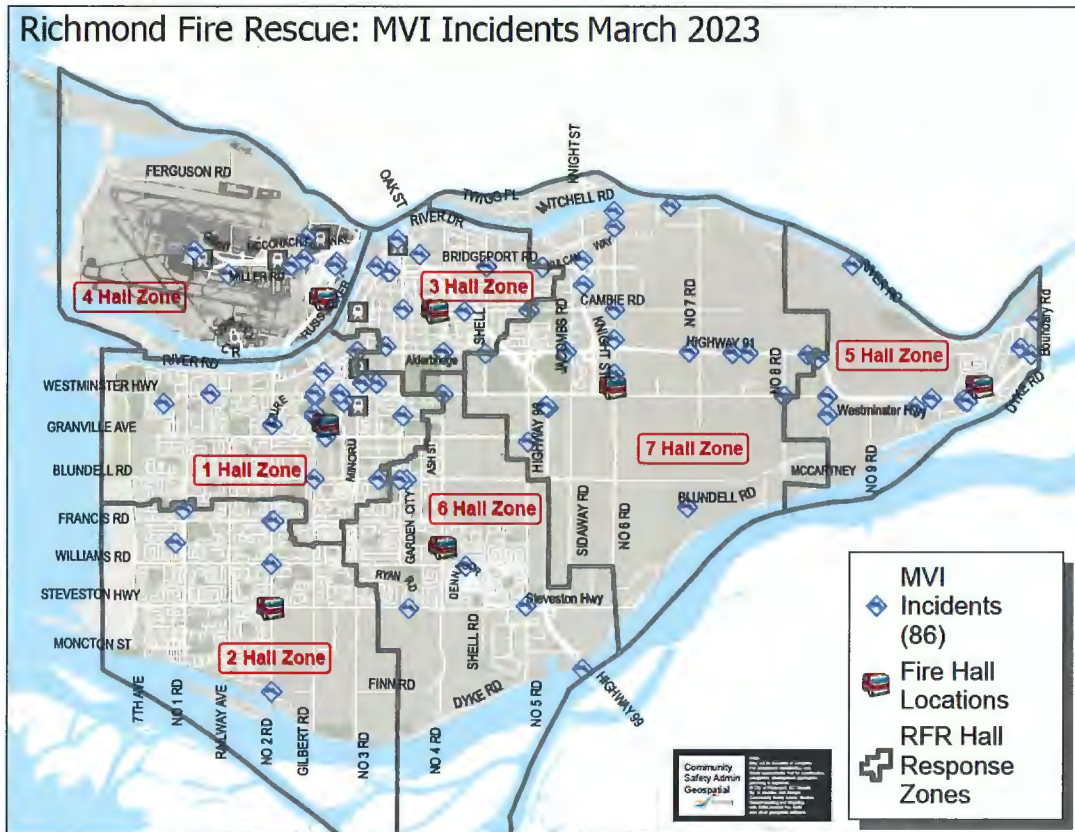 Richmond Fire Rescue: MVI Incidents March 2023
KNIGHT ST
OAK ST
TWIGG PL
MITCHELL RD
FERGUSON RD
RIVER DR
WAY
BRIDGEPORT RD
MILLER RD
RIVER RD
4 Hall Zone
3 Hall Zone
CAMBIE RD
NO 7 RD
SHELL
JACOMBS RD
KNIGHT ST
HIGHWAY 91
Boundary Rd
RIVER RD
Alderbridge
5 Hall Zone
NO 8 RD
WESTMINSTER HWY
DYKE RD
Westminster Hwy
GRANVILLE AVE
HIGHWAY 99
MINORU
ASH ST
7 Hall Zone
BLUNDELL RD
1 Hall Zone
MCCARTNEY
NO 9 RD
BLUNDELL RD
6 Hall Zone
GARDEN CITY
SIDAWAY RD
NO 6 RD
FRANCIS RD
WILLIAMS RD
RYAN
STEVESTON HWY
Steveston Hwy
MONCTON ST
2 Hall Zone
SHELL RD
FINN RD
DYKE RD
HIGHWAY 99
7TH AVE
NO 1 RD
RAILWAY AVE
NO 2 RD
GILBERT RD
NO 3 RD
NO 4 RD
NO 5 RD
MVI
Incidents
(86)
Fire Hall
Locations
RFR Hall
Response
Zones
Community
Safety Admin
Geospatial